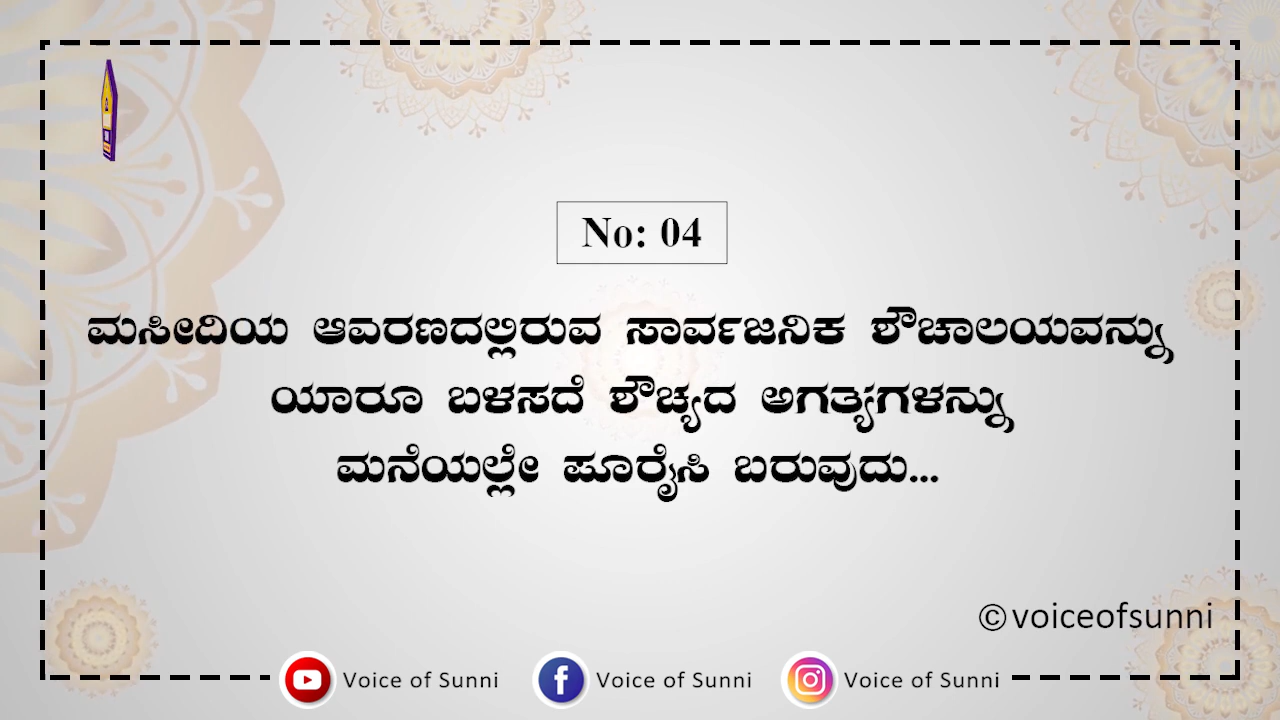 No: 04
ಮಸೀದಿಯ ಆವರಣದಲ್ಲಿರುವ ಸಾರ್ವಜನಿಕ ಶೌಚಾಲಯವನ್ನು
ಯಾರೂ ಬಳಸದೆ ಶೌಚ್ಯದ ಅಗತ್ಯಗಳನ್ನು
ಮನೆಯಲ್ಲೇ ಪೂರೈಸಿ ಬರುವುದು...
©voiceofsunni
Voice of Sunni Voice of Sunni Voice of Sunni